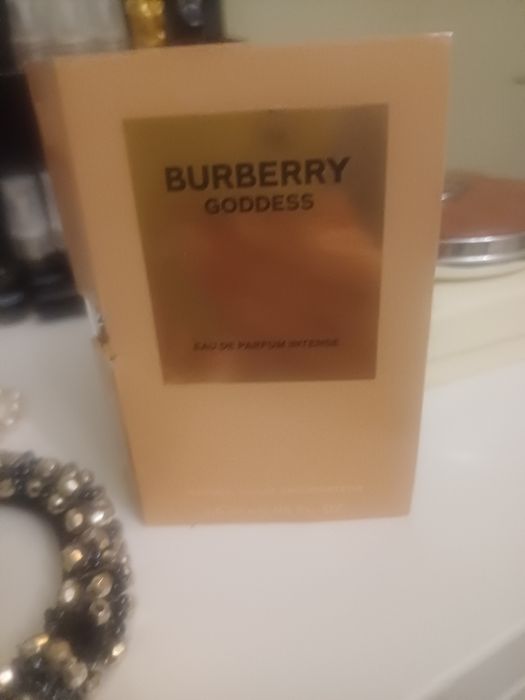 BURBERRY
GODDESS
EAU DE PARFUM INTENSE